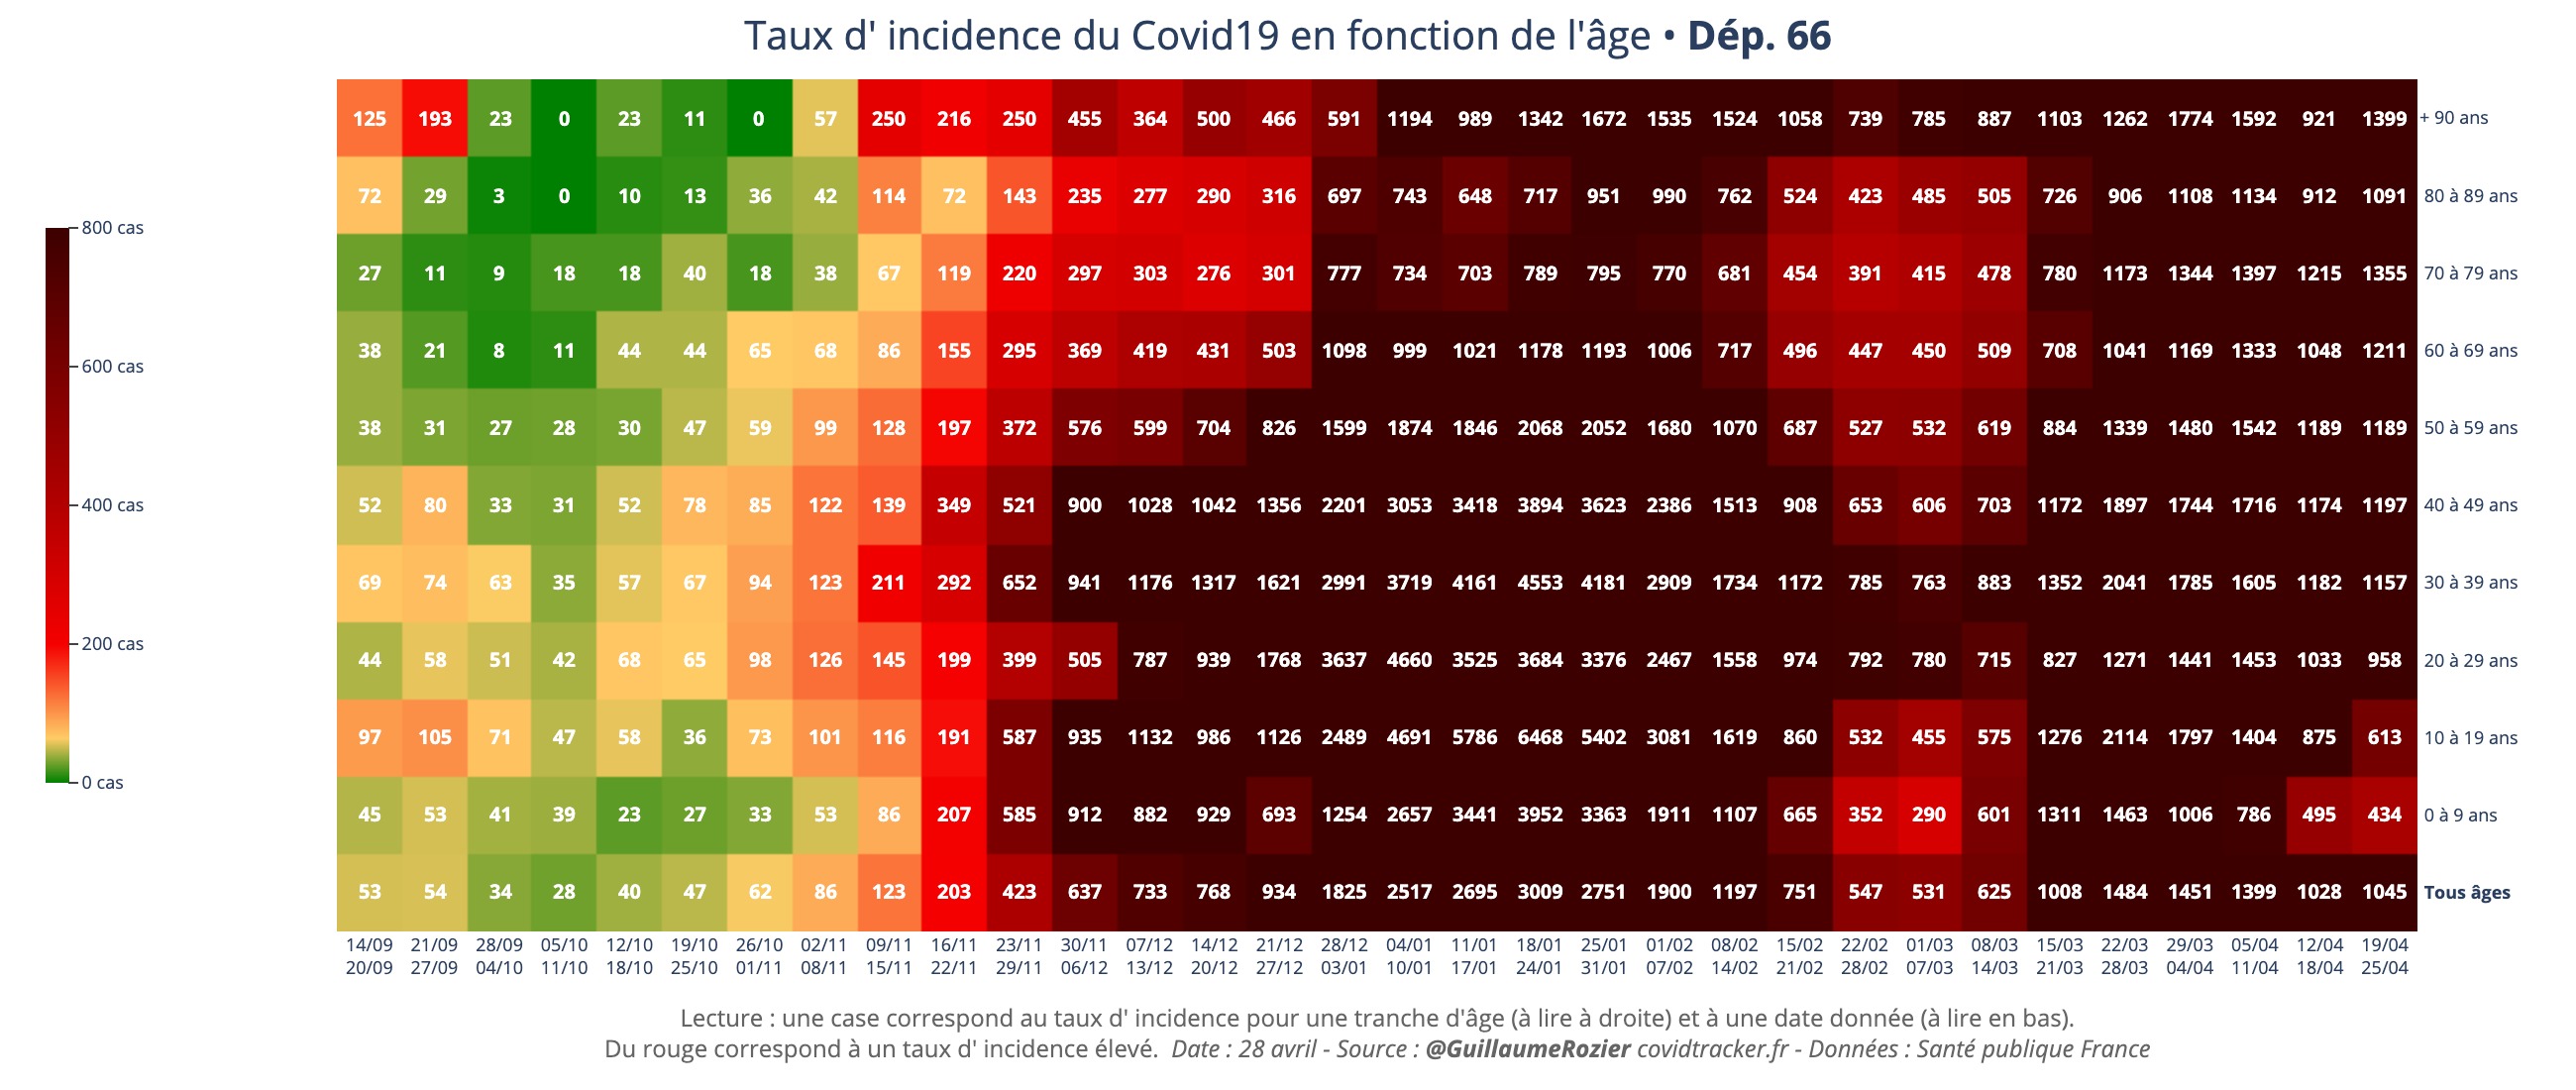 Taux d' incidence du Covid19 en fonction de l'âge • Dép. 66
125 193 23 0 23 11 0 57 250 216 250 455 364 500 466 591 1194 989 1342 1672 1535 1524 1058 739 785 887 1103 1262 1774 1592 921 1399 + 90 ans
72 29 3 0 10 13 36 42 114 72 143 235 277 290 316 697 743 648 717 951 990 762 524 423 485 505 726 906 1108 1134 912 1091 80 à 89 ans
800 cas
27 11 9 18 18 40 18 38 67 119 220 297 303 276 301 777 734 703 789 795 770 681 454 391 415 478 780 1173 1344 1397 1215 1355 70 à 79 ans
38 21 8 11 44 44 65 68 86 155 295 369 419 431 503 1098 999 1021 1178 1193 1006 717 496 447 450 509 708 1041 1169 1333 1048 1211 60 à 69 ans
600 cas
38 31 27 28 30 47 59 99 128 197 372 576 599 704 826 1599 1874 1846 2068 2052 1680 1070 687 527 532 619 884 1339 1480 1542 1189 1189 50 à 59 ans
400 cas
52 80 33 31 52 78 85 122 139 349 521 900 1028 1042 1356 2201 3053 3418 3894 3623 2386 1513 908 653 606 703 1172 1897 1744 1716 1174 1197 40 à 49 ans
69 74 63 35 57 67 94 123 211 292 652 941 1176 1317 1621 2991 3719 4161 4553 4181 2909 1734 1172 785 763 883 1352 2041 1785 1605 1182 1157 30 à 39 ans
200 cas
44 58 51 42 68 65 98 126 145 199 399 505 787 939 1768 3637 4660 3525 3684 3376 2467 1558 974 792 780 715 827 1271 1441 1453 1033 958 20 à 29 ans
97 105 71 47 58 36 73 101 116 191 587 935 1132 986 1126 2489 4691 5786 6468 5402 3081 1619 860 532 455 575 1276 2114 1797 1404 875 613 10 à 19 ans
0 cas
45 53 41 39 23 27 33 53 86 207 585 912 882 929 693 1254 2657 3441 3952 3363 1911 1107 665 352 290 601 1311 1463 1006 786 495 434 0 à 9 ans
53 54 34 28 40 47 62 86 123 203 423 637 733 768 934 1825 2517 2695 3009 2751 1900 1197 751 547 531 625 1008 1484 1451 1399 1028 1045 Tous âges
14/09 21/09 28/09 05/10 12/10 19/10 26/10 02/11 09/11 16/11 23/11 30/11 07/12 14/12 21/12 28/12 04/01 11/01 18/01 25/01 01/02 08/02 15/02 22/02 01/03 08/03 15/03 22/03 29/03 05/04 12/04 19/04
20/09 27/09 04/10 11/10 18/10 25/10 01/11 08/11 15/11 22/11 29/11 06/12 13/12 20/12 27/12 03/01 10/01 17/01 24/01 31/01 07/02 14/02 21/02 28/02 07/03 14/03 21/03 28/03 04/04 11/04 18/04 25/04
Lecture : une case correspond au taux d' incidence pour une tranche d'âge (à lire à droite) et à une date donnée (à lire en bas).
Du rouge correspond à un taux d' incidence élevé. Date : 28 avril - Source : @GuillaumeRozier covidtracker.fr - Données : Santé publique France